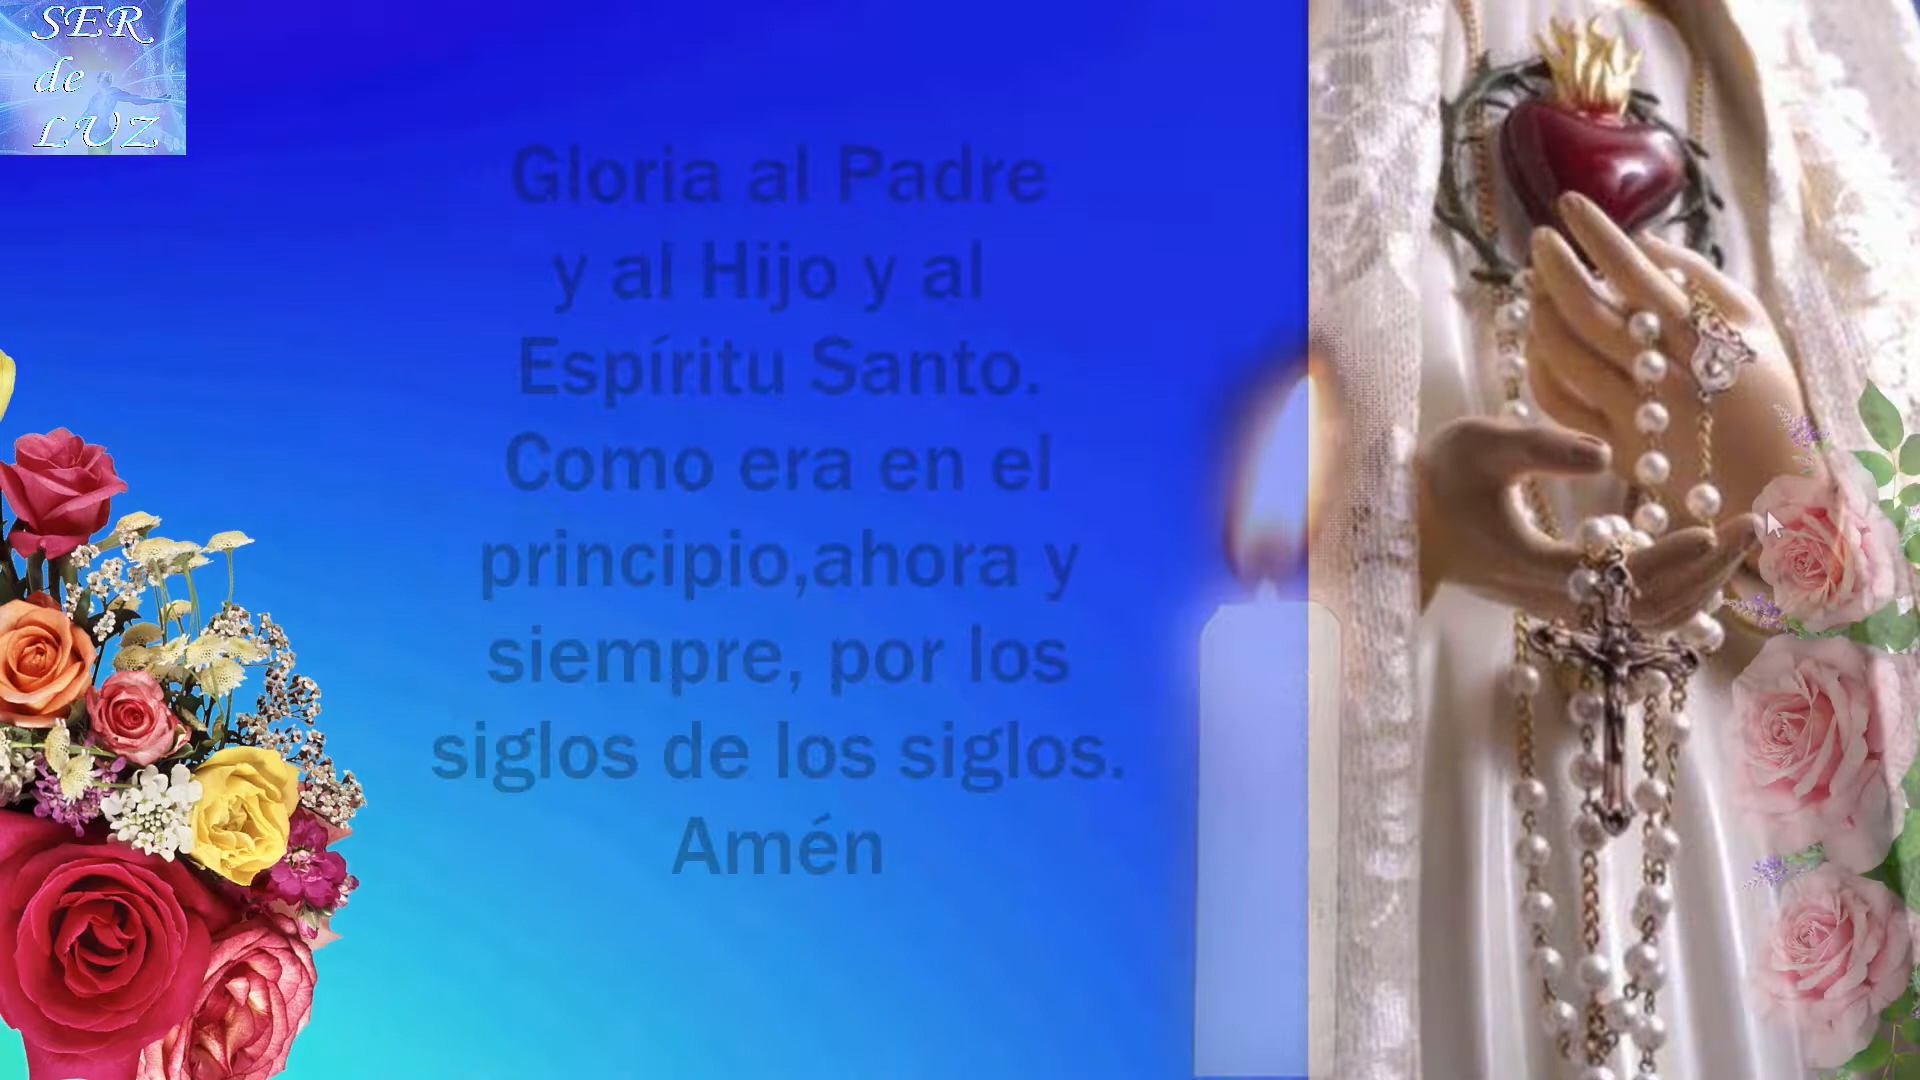 SER
de
LUZ
Gloria al Padre
y al Hijo y al
Espíritu Santo.
Como era en el
principio,ahora y
siempre, por los
siglos de los siglos.
Amén